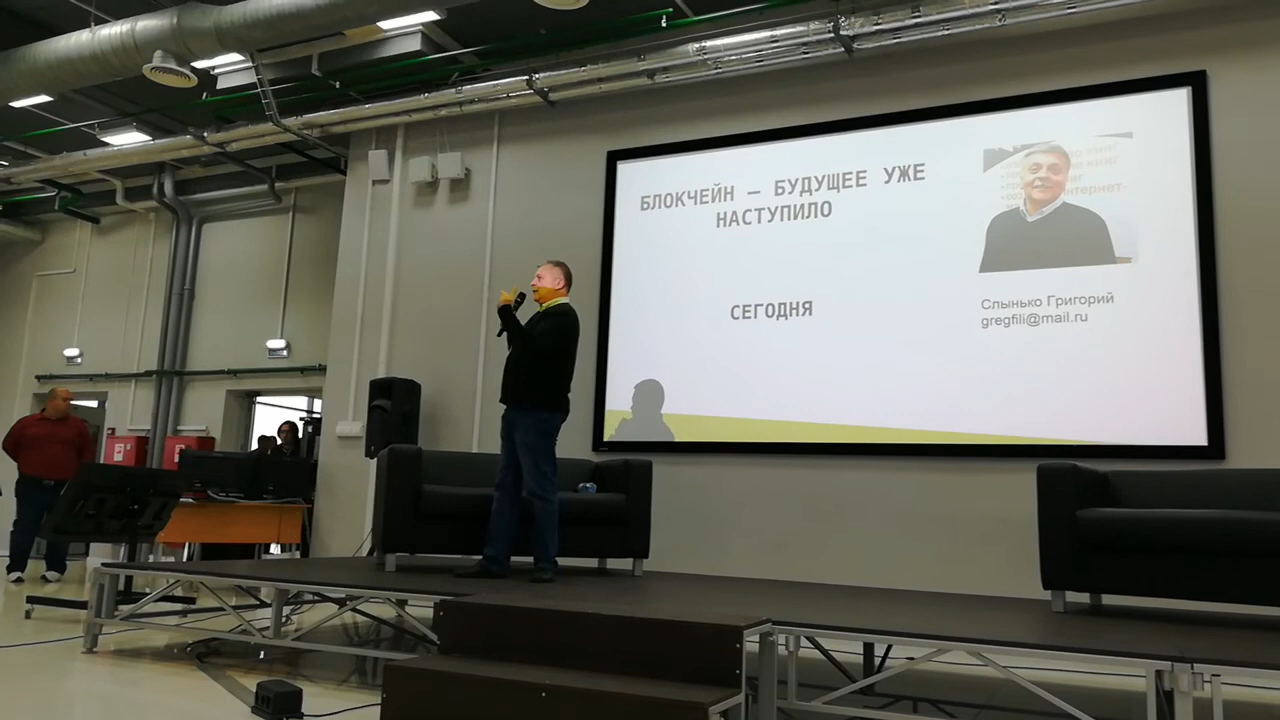 БЛОКЧЕЙН – БУДУЩЕЕ УЖЕ
НАСТУПИЛО
СЕГОДНЯ
Слынько Григорий
gregfili@mail.ru